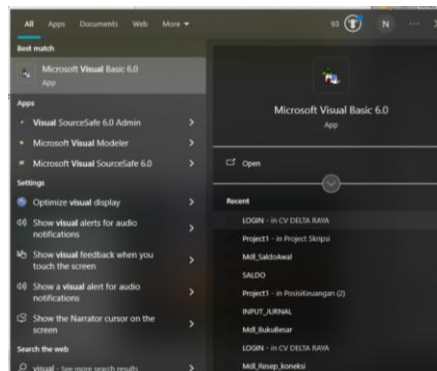 All Apps Documents Web More
93 N ...
Best match
Microsoft Visual Basic 6.0
App
Apps
Visual SourceSafe 6.0 Admin
Microsoft Visual Modeler
Microsoft Visual SourceSafe 6.0
Settings
Optimize visual display
Show visual alerts for audio
notifications
Show visual feedback when you
touch the screen
Show a visual alert for audio
notifications
Show the Narrator cursor on the
screen
Search the web
visual - See more search results
Microsoft Visual Basic 6.0
App
Open
Recent
LOGIN - in CV DELTA RAYA
Project1 - in Project Skripsi
Mdl_SaldoAwal
SALDO
Project1 - in PosisiKeuangan (2)
INPUT_JURNAL
Mdl_BukuBesar
LOGIN - in CV DELTA RAYA
Mdl_Resep_koneksi